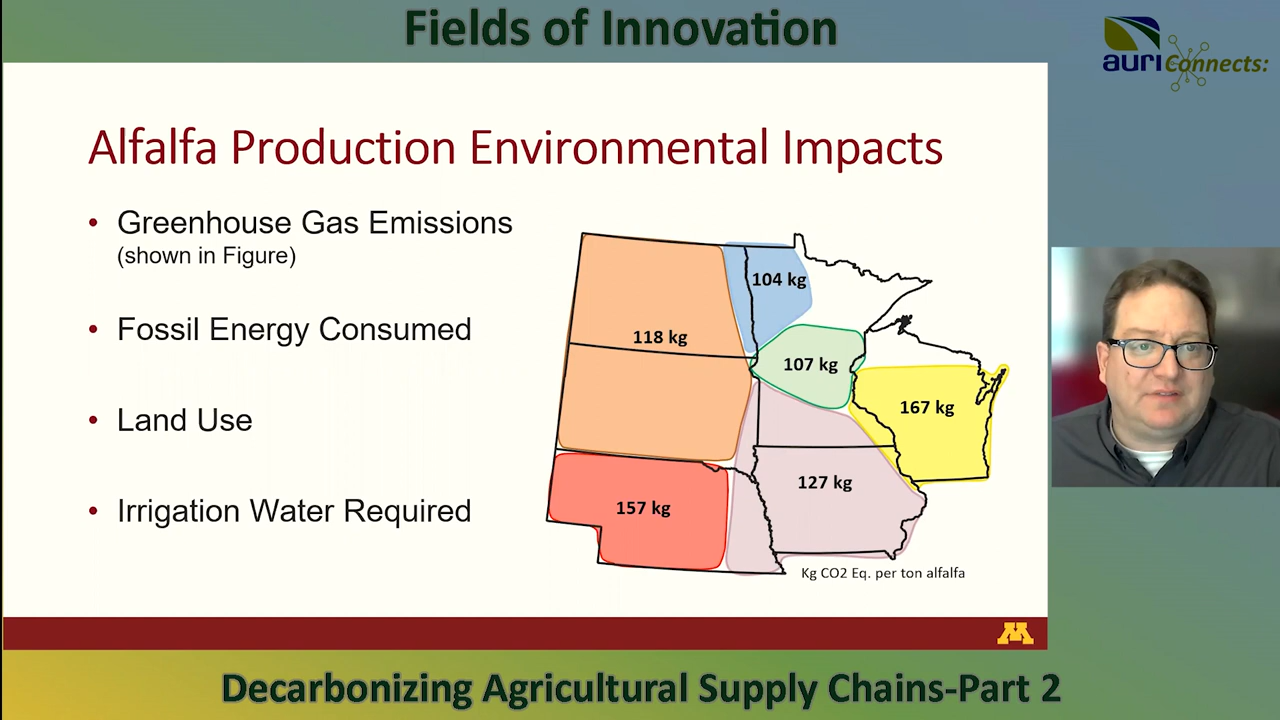 Fields of Innovation
auri Connects:
Alfalfa Production Environmental Impacts
• Greenhouse Gas Emissions
(shown in Figure)
• Fossil Energy Consumed
• Land Use
• Irrigation Water Required
104 kg
118 kg
107 kg
167 kg
127 kg
157 kg
Kg CO2 Eq. per ton alfalfa
M
Decarbonizing Agricultural Supply Chains-Part 2